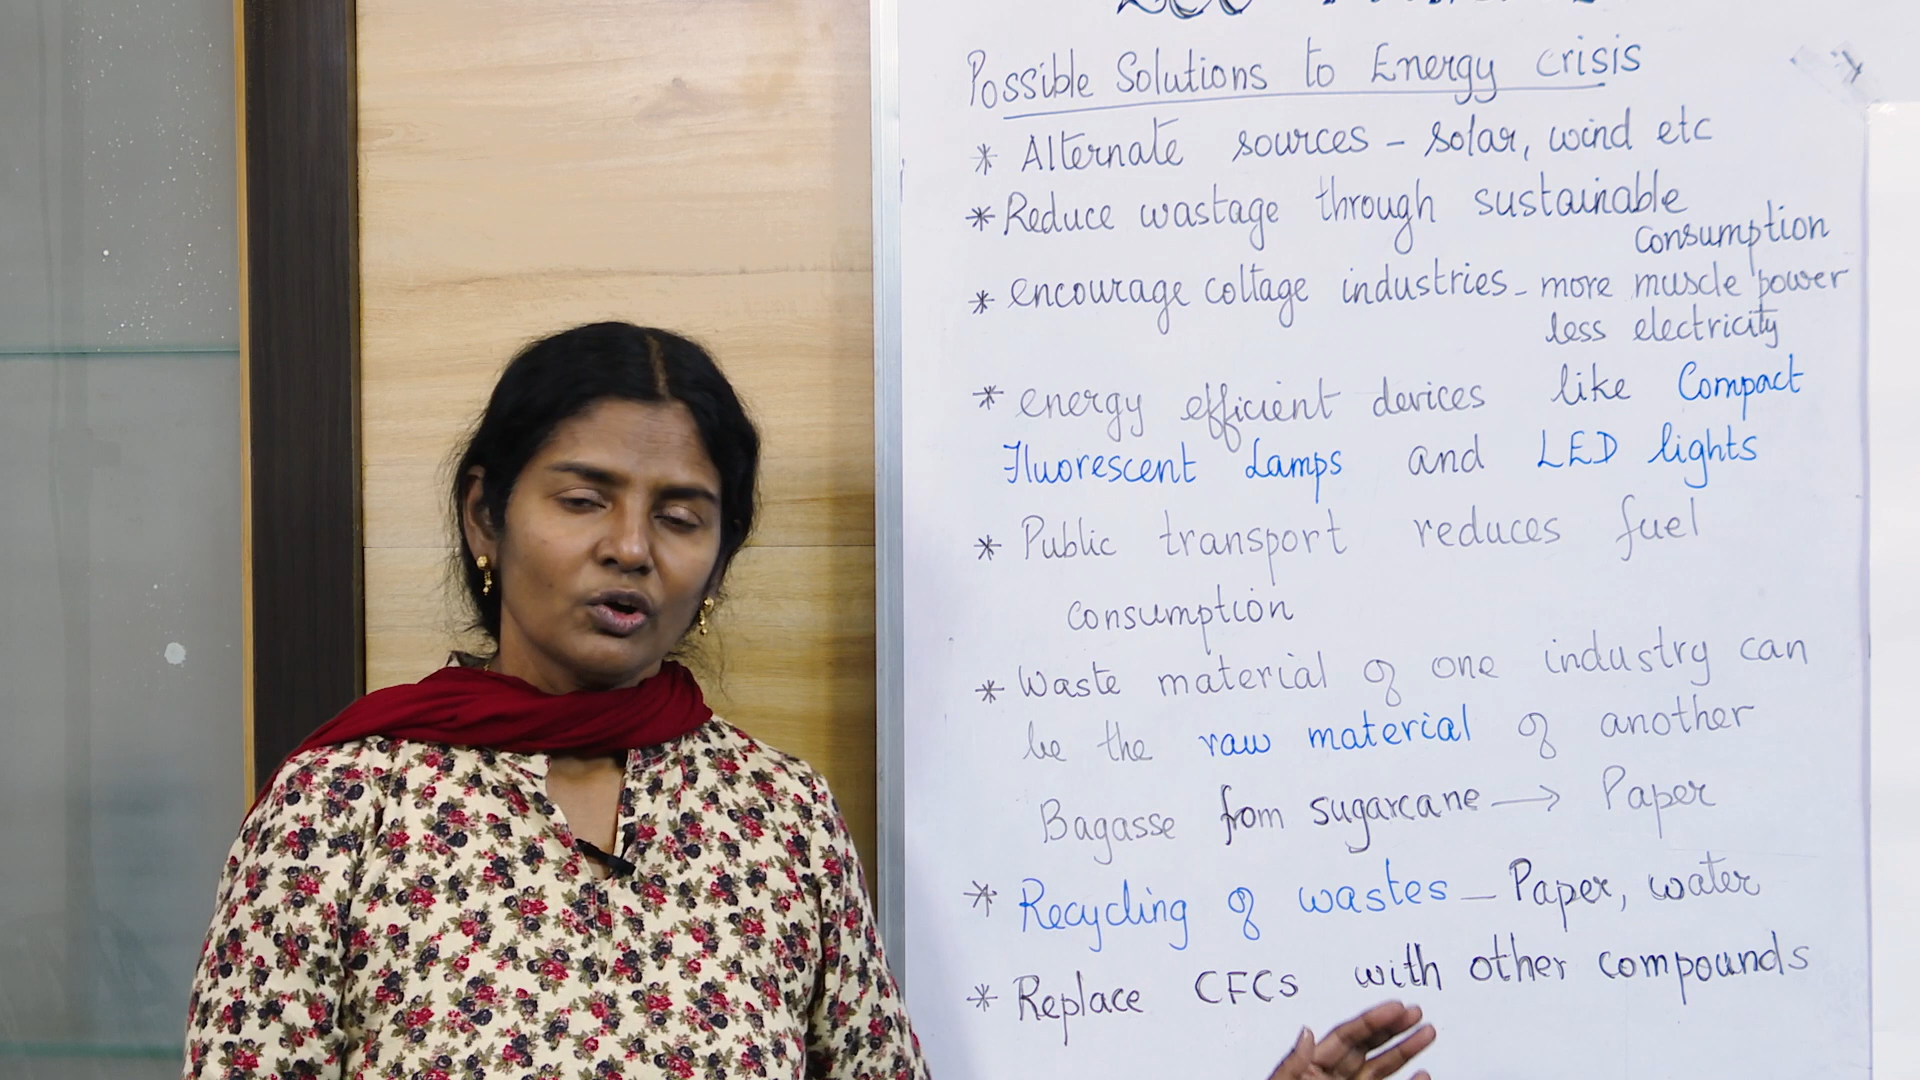 Possible Solutions to Energy crisis
* Alternate sources - solar, wind etc
* Reduce wastage through sustainable
consumption
* encourage cottage industries - more muscle power
less electricity
* energy efficient devices like Compact
Fluorescent Lamps and LED lights
* Public transport reduces fuel
consumption
* Waste material of one industry can
be the raw material of another
Bagasse from sugarcane → Paper
* Recycling of wastes - Paper, water
* Replace CFCs with other compounds